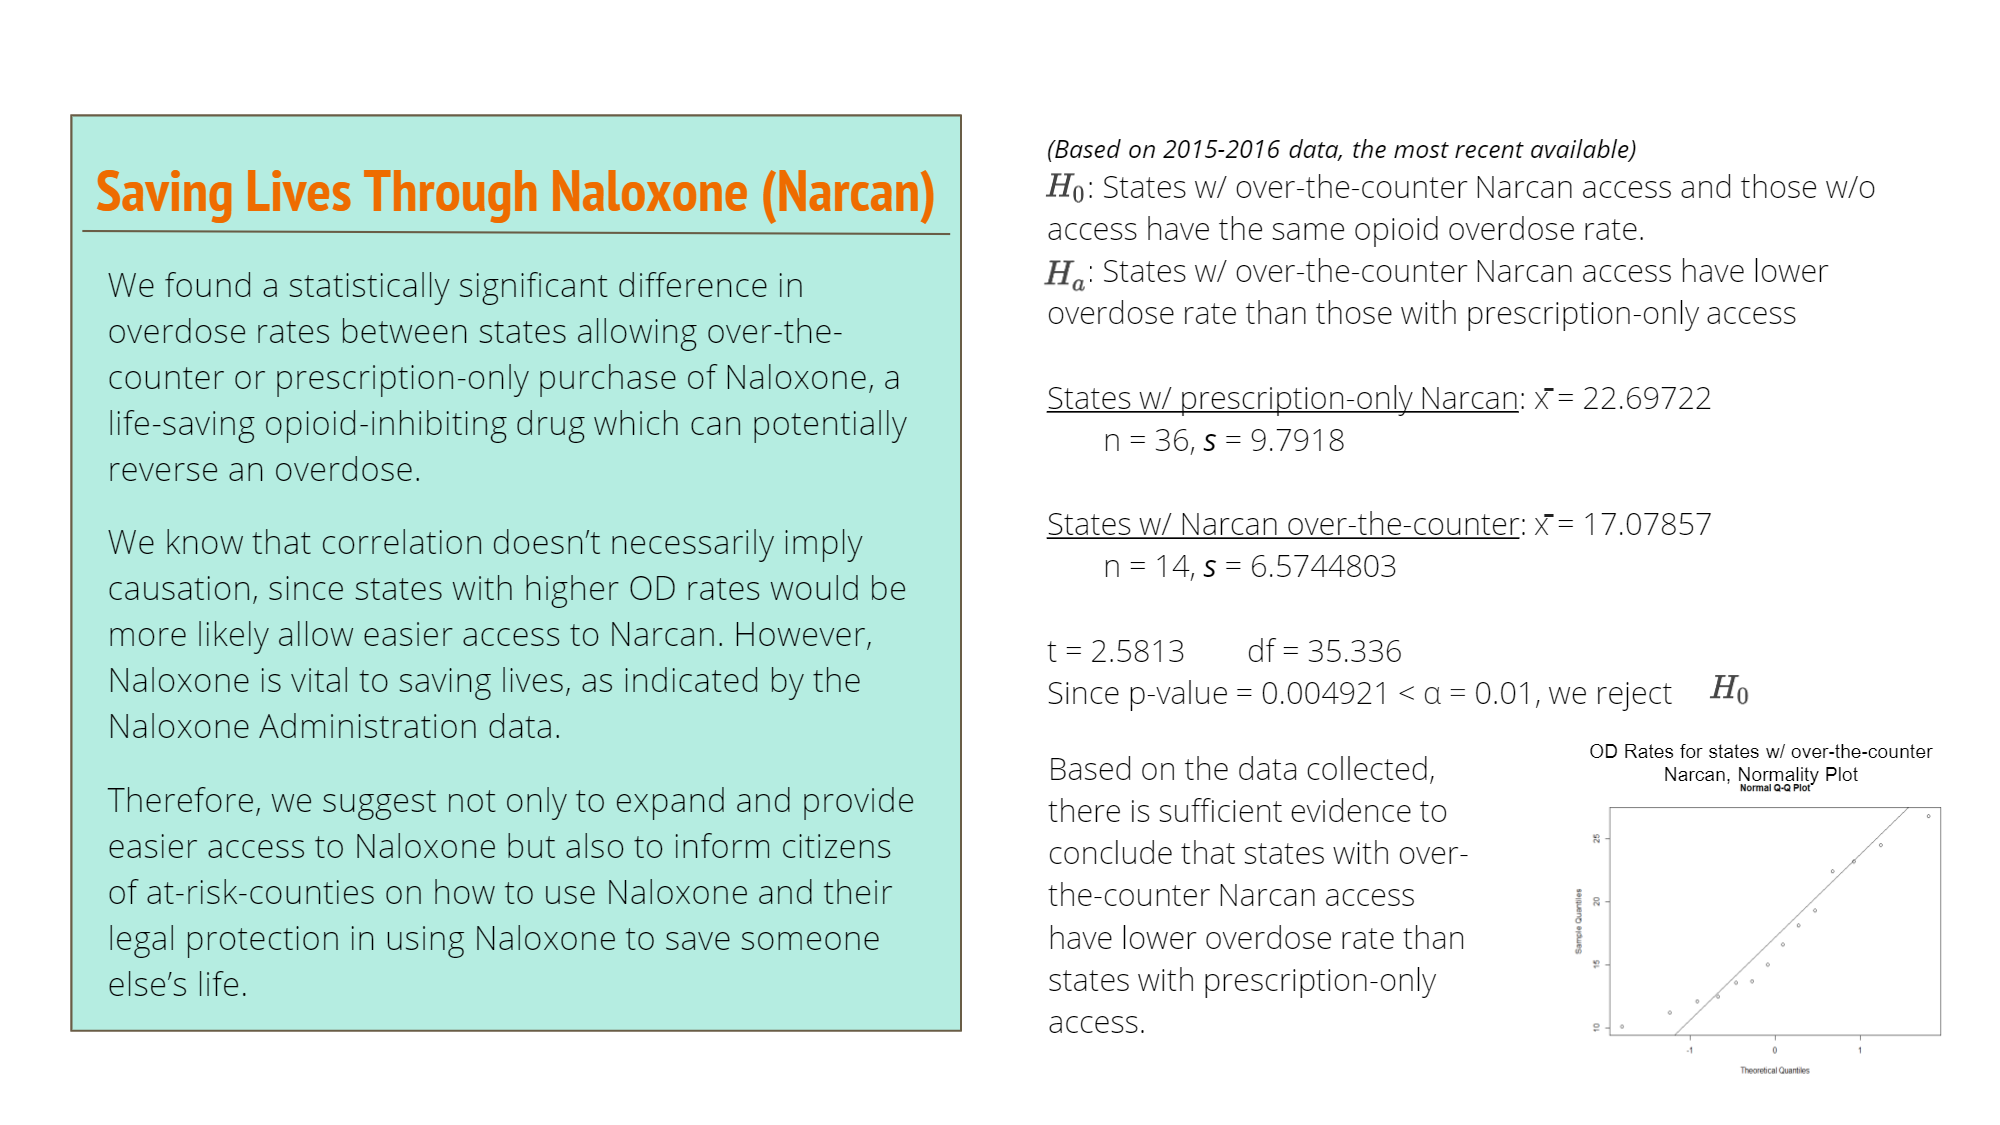 Saving Lives Through Naloxone (Narcan)
We found a statistically significant difference in
overdose rates between states allowing over-the-
counter or prescription-only purchase of Naloxone, a
life-saving opioid-inhibiting drug which can potentially
reverse an overdose.
We know that correlation doesn’t necessarily imply
causation, since states with higher OD rates would be
more likely allow easier access to Narcan. However,
Naloxone is vital to saving lives, as indicated by the
Naloxone Administration data.
Therefore, we suggest not only to expand and provide
easier access to Naloxone but also to inform citizens
of at-risk-counties on how to use Naloxone and their
legal protection in using Naloxone to save someone
else’s life.
(Based on 2015-2016 data, the most recent available)
H₀: States w/ over-the-counter Narcan access and those w/o
access have the same opioid overdose rate.
Hₐ: States w/ over-the-counter Narcan access have lower
overdose rate than those with prescription-only access
States w/ prescription-only Narcan: x̄ = 22.69722
n = 36, s = 9.7918
States w/ Narcan over-the-counter: x̄ = 17.07857
n = 14, s = 6.5744803
t = 2.5813 df = 35.336
Since p-value = 0.004921 < α = 0.01, we reject H₀
Based on the data collected,
there is sufficient evidence to
conclude that states with over-
the-counter Narcan access
have lower overdose rate than
states with prescription-only
access.
OD Rates for states w/ over-the-counter
Narcan, Normality Plot
Normal Q-Q Plot
Sample Quantiles
25
20
15
10
-1 0 1
Theoretical Quantiles